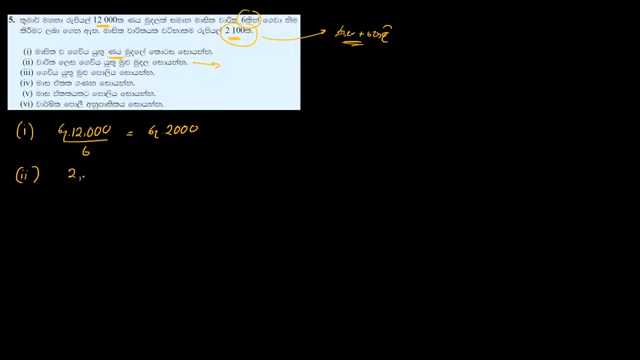 5. කුමාර් මහතා රුපියල් 12 000ක ණය මුදලක් සමාන මාසික වාරික 6කින් ගෙවා නිම
කිරීමට ලබා ගෙන ඇත. මාසික වාරිකයක වටිනාකම රුපියල් 2 100ක්.
(i) මාසික ව ගෙවිය යුතු ණය මුදලේ කොටස සොයන්න.
(ii) වාරික ලෙස ගෙවිය යුතු මුළු මුදල සොයන්න.
(iii) ගෙවිය යුතු මුළු පොලිය සොයන්න.
(iv) මාස ඒකක ගණන සොයන්න.
(v) මාස ඒකකයකට පොලිය සොයන්න.
(vi) වාර්ෂික පොලී අනුපාතිකය සොයන්න.
ණය + පොලී
(i) රු.12,000 / 6 = රු.2000
(ii) 2,